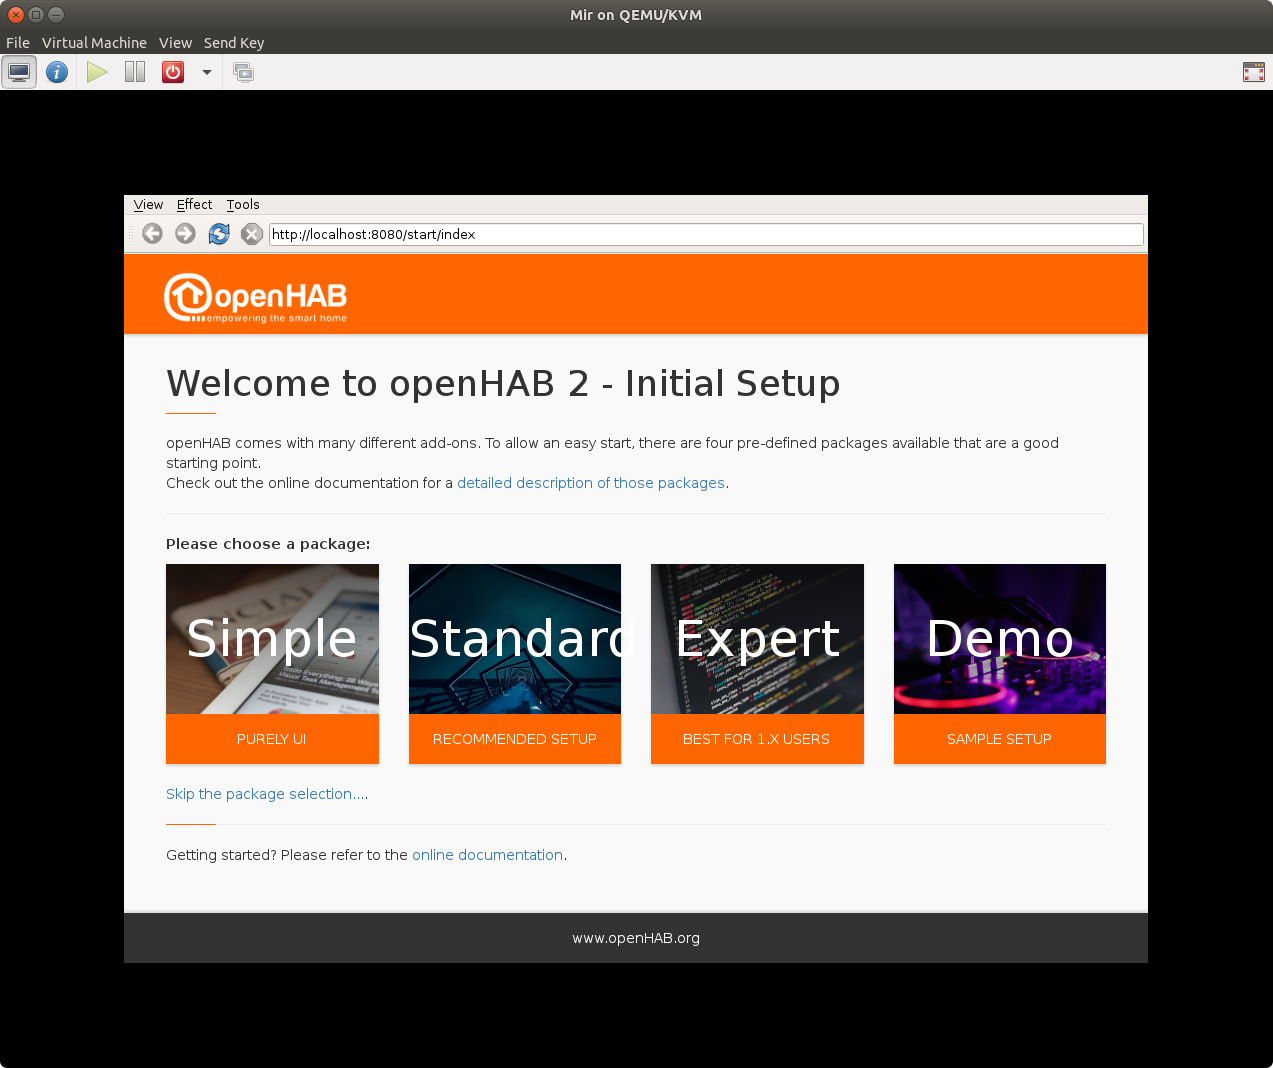 Mir on QEMU/KVM
File Virtual Machine View Send Key
View Effect Tools
http://localhost:8080/start/index
openHAB
empowering the smart home
Welcome to openHAB 2 - Initial Setup
openHAB comes with many different add-ons. To allow an easy start, there are four pre-defined packages available that are a good
starting point.
Check out the online documentation for a detailed description of those packages.
Please choose a package:
Simple Standard Expert Demo
PURELY UI RECOMMENDED SETUP BEST FOR 1.X USERS SAMPLE SETUP
Skip the package selection....
Getting started? Please refer to the online documentation.
www.openHAB.org